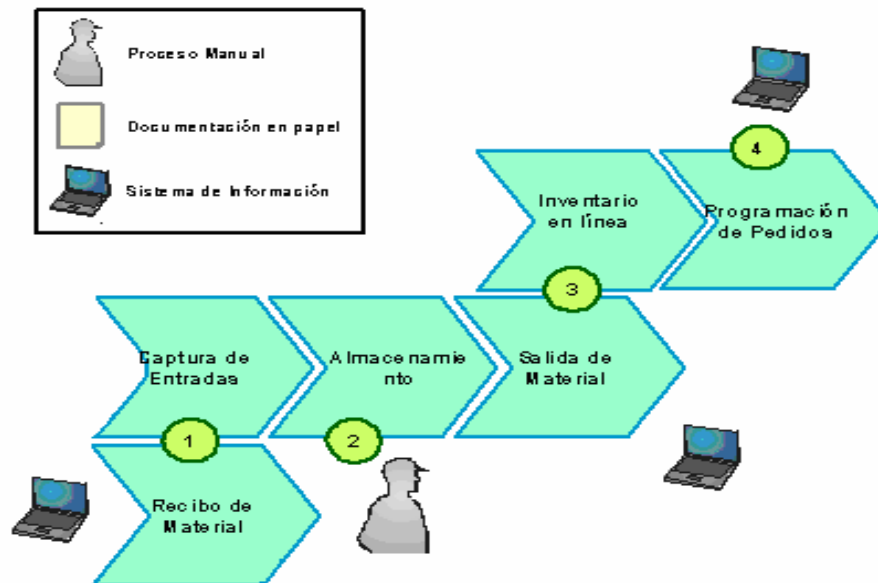 Proceso Manual
Documentación en papel
Sistema de Información
4
Inventario
en línea
Programación
de Pedidos
3
Captura de
Entradas
Almacenamie
nto
Salida de
Material
1
2
Recibo de
Material